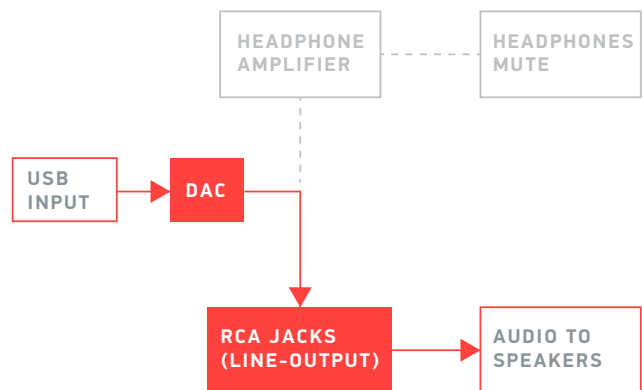 HEADPHONE
AMPLIFIER
HEADPHONES
MUTE
USB
INPUT
DAC
RCA JACKS
(LINE-OUTPUT)
AUDIO TO
SPEAKERS